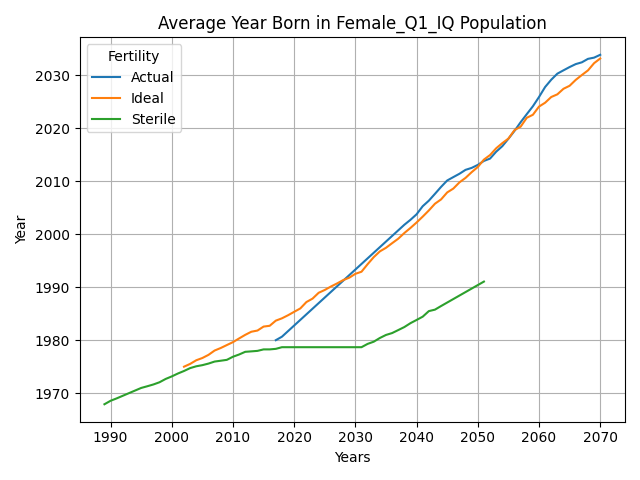 Average Year Born in Female_Q1_IQ Population
Fertility
Actual
Ideal
Sterile
Year
2030
2020
2010
2000
1990
1980
1970
1990 2000 2010 2020 2030 2040 2050 2060 2070
Years